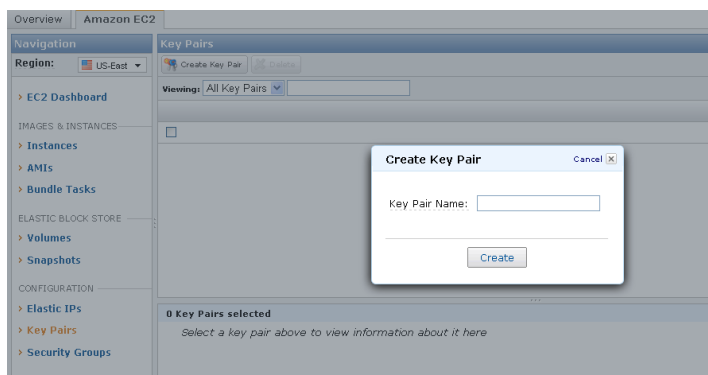 Overview Amazon EC2
Navigation
Region: US-East
> EC2 Dashboard
IMAGES & INSTANCES
> Instances
> AMIs
> Bundle Tasks
ELASTIC BLOCK STORE
> Volumes
> Snapshots
CONFIGURATION
> Elastic IPs
> Key Pairs
> Security Groups
Key Pairs
Create Key Pair Delete
Viewing: All Key Pairs
Create Key Pair Cancel
Key Pair Name:
Create
0 Key Pairs selected
Select a key pair above to view information about it here